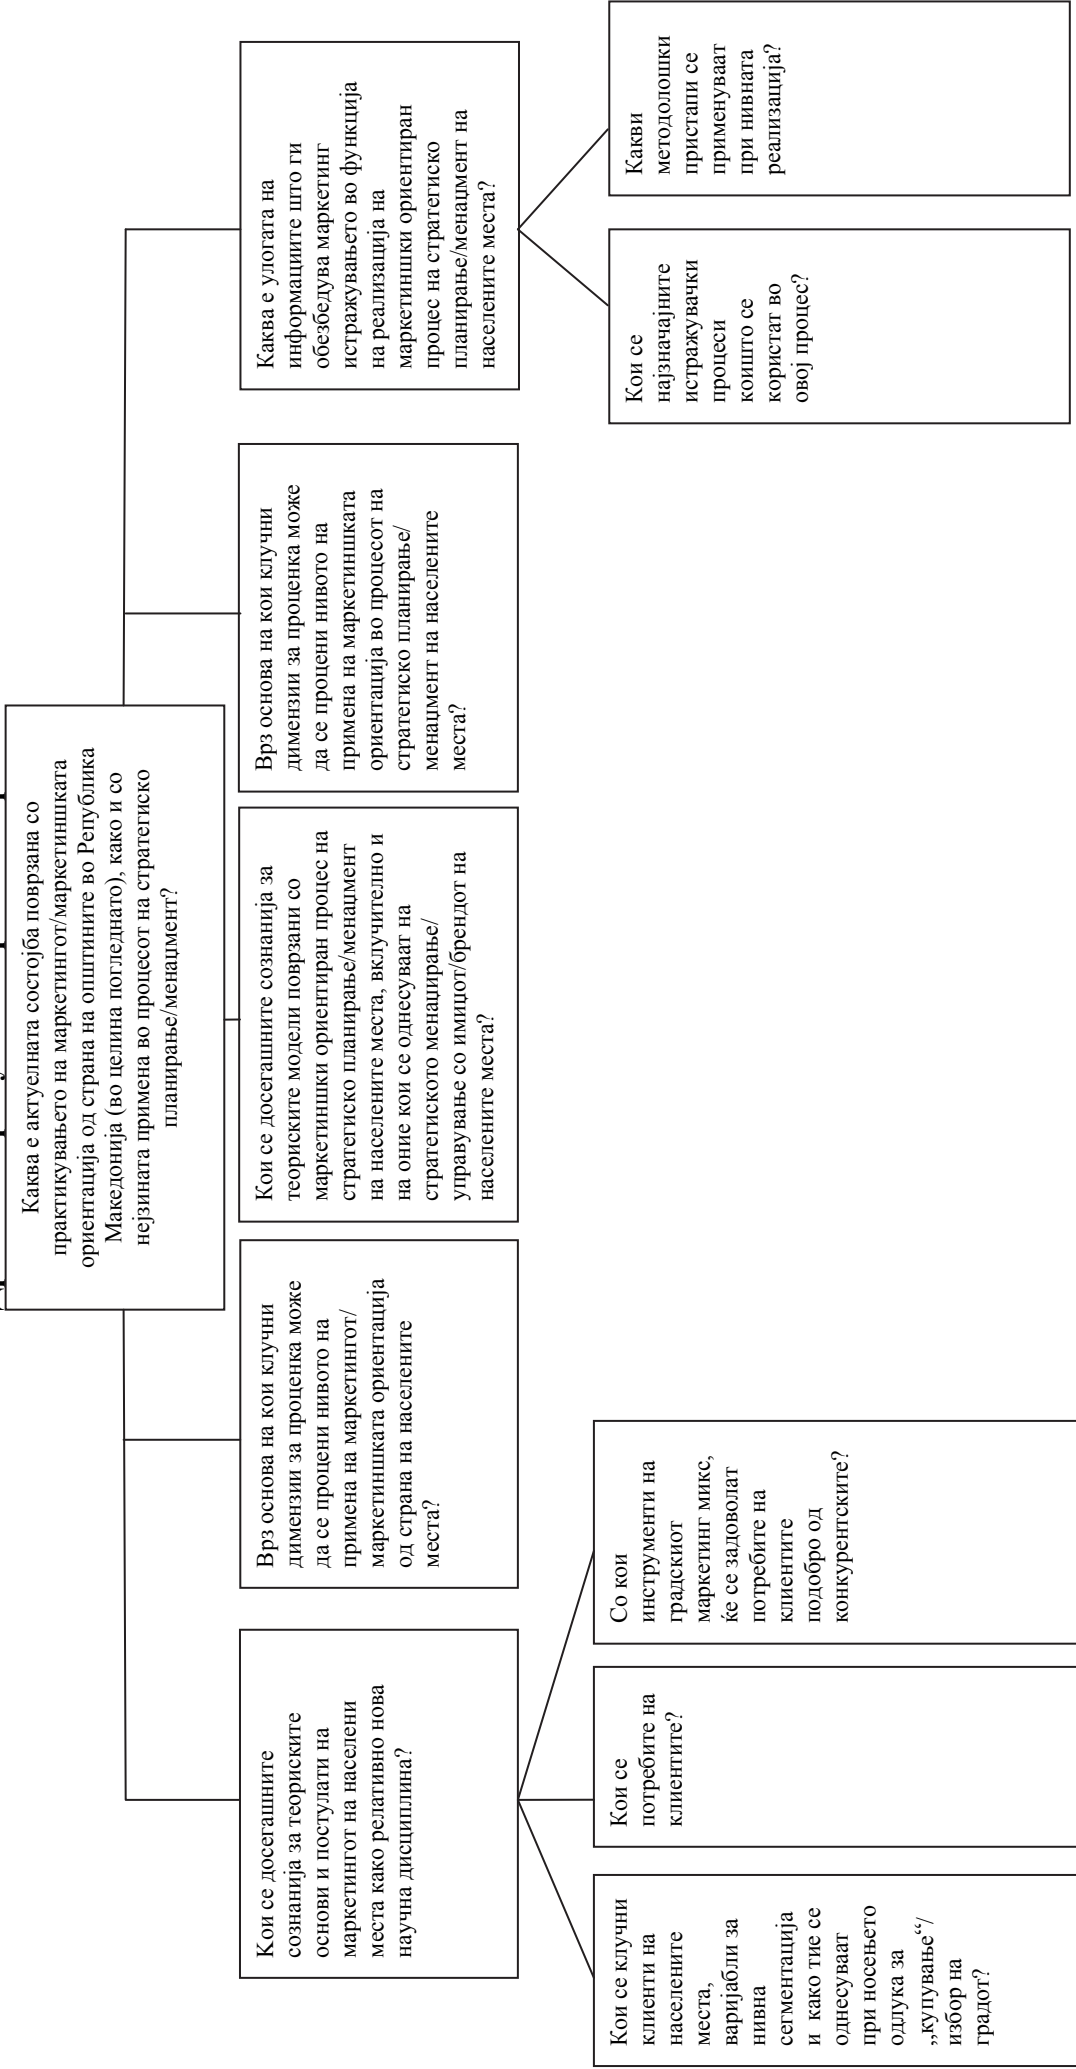 Каква е актуелната состојба поврзана со
практикувањето на маркетингот/маркетиншката
ориентација од страна на општините во Република
Македонија (во целина погледнато), како и со
нејзината примена во процесот на стратегиско
планирање/менаџмент?
Кои се досегашните
сознанија за теориските
основи и постулати на
маркетингот на населени
места како релативно нова
научна дисциплина?
Врз основа на кои клучни
димензии за проценка може
да се процени нивото на
примена на маркетингот/
маркетиншката ориентација
од страна на населените
места?
Кои се досегашните сознанија за
теориските модели поврзани со
маркетиншки ориентиран процес на
стратегиско планирање/менаџмент
на населените места, вклучително и
на оние кои се однесуваат на
стратегиското менаџирање/
управување со имиџот/брендот на
населените места?
Врз основа на кои клучни
димензии за проценка може
да се процени нивото на
примена на маркетиншката
ориентација во процесот на
стратегиско планирање/
менаџмент на населените
места?
Каква е улогата на
информациите што ги
обезбедува маркетинг
истражувањето во функција
на реализација на
маркетиншки ориентиран
процес на стратегиско
планирање/менаџмент на
населените места?
Кои се клучни
клиенти на
населените
места,
варијабли за
нивна
сегментација
и како тие се
однесуваат
при носењето
одлука за
„купување“/
избор на
градот?
Кои се
потребите на
клиентите?
Со кои
инструменти на
градскиот
маркетинг микс,
ќе се задоволат
потребите на
клиентите
подобро од
конкурентските?
Кои се
најзначајните
истражувачки
процеси
коишто се
користат во
овој процес?
Какви
методолошки
пристапи се
применуваат
при нивната
реализација?